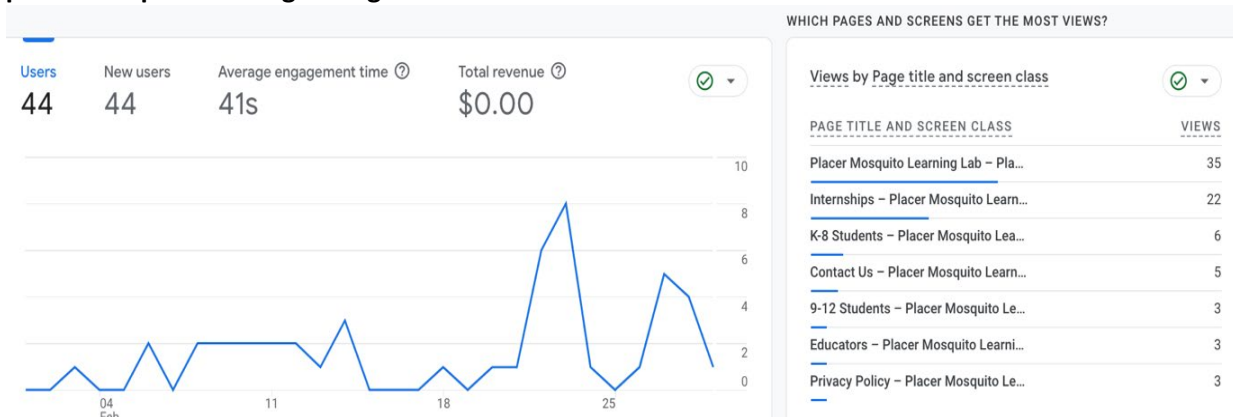 WHICH PAGES AND SCREENS GET THE MOST VIEWS?
Users
44
New users
44
Average engagement time
41s
Total revenue
$0.00
10
8
6
4
2
0
04
Feb
11
18
25
Views by Page title and screen class
PAGE TITLE AND SCREEN CLASS VIEWS
Placer Mosquito Learning Lab – Pla... 35
Internships – Placer Mosquito Learn... 22
K-8 Students – Placer Mosquito Lea... 6
Contact Us – Placer Mosquito Learn... 5
9-12 Students – Placer Mosquito Le... 3
Educators – Placer Mosquito Learni... 3
Privacy Policy – Placer Mosquito Le... 3